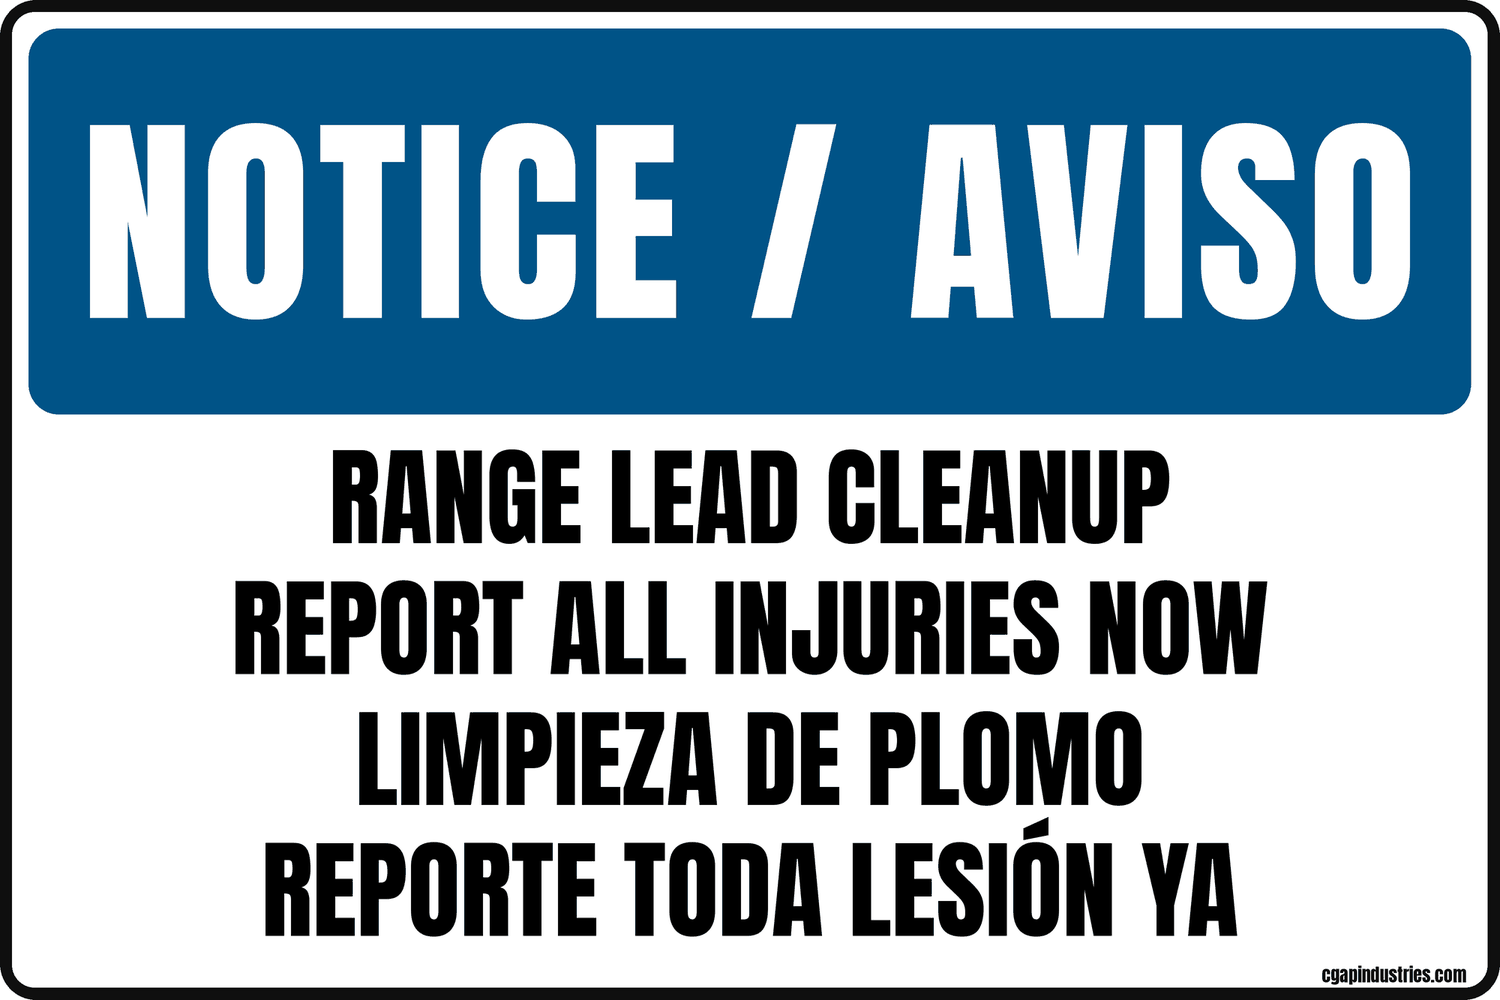 NOTICE / AVISO
RANGE LEAD CLEANUP
REPORT ALL INJURIES NOW
LIMPIEZA DE PLOMO
REPORTE TODA LESIÓN YA
cgapindustries.com